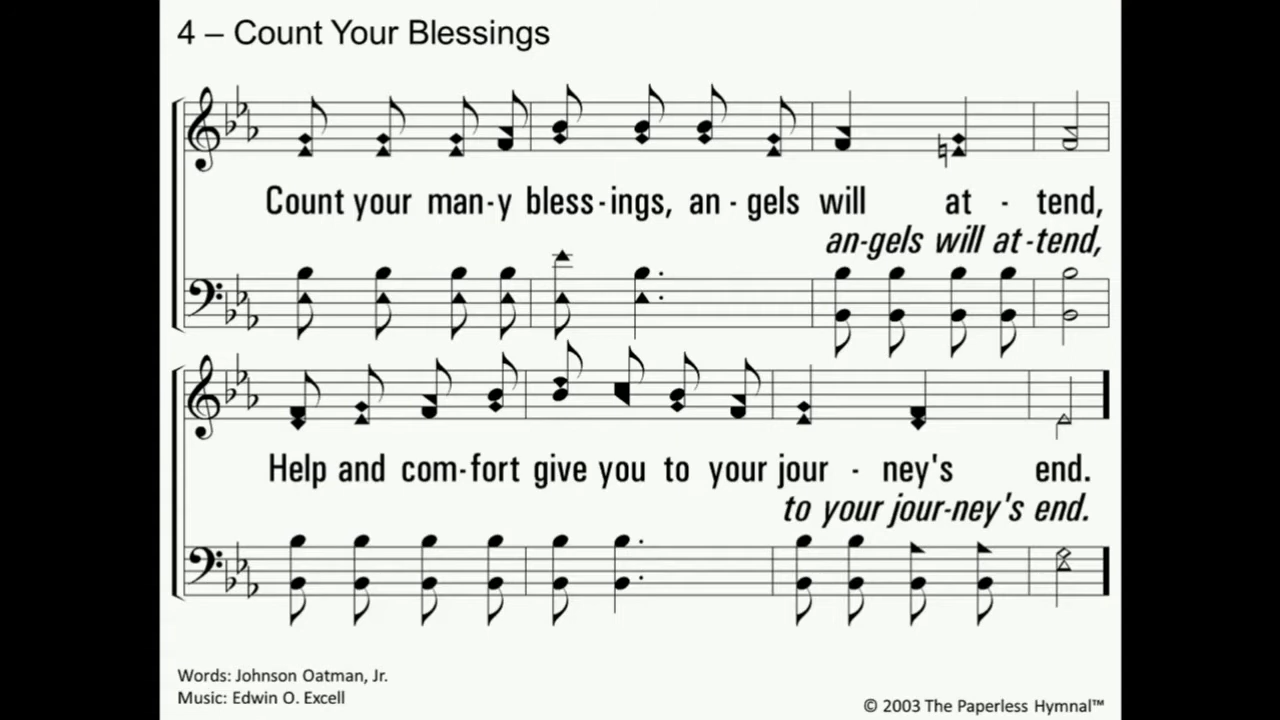 4 – Count Your Blessings
Count your man-y bless-ings, an - gels will at - tend,
an-gels will at-tend,
Help and com-fort give you to your jour - ney's end.
to your jour-ney's end.
Words: Johnson Oatman, Jr.
Music: Edwin O. Excell
© 2003 The Paperless Hymnal™